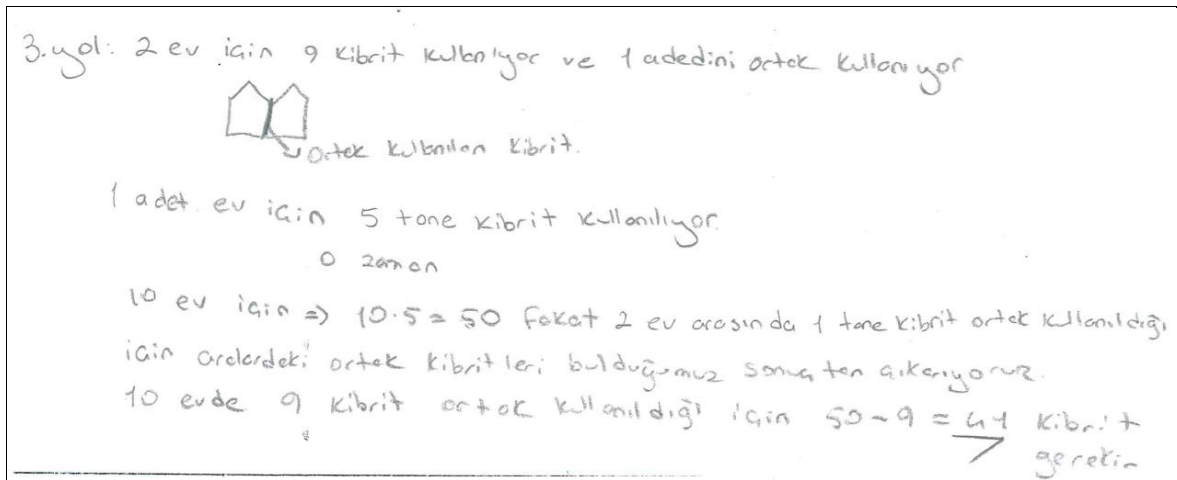 3.yol: 2 ev için 9 kibrit kullanılıyor ve 1 adedini ortak kullanıyor
ortak kullanılan kibrit.
1 adet ev için 5 tane kibrit kullanılıyor.
O zaman
10 ev için => 10.5 = 50 fakat 2 ev arasında 1 tane kibrit ortak kullanıldığı
için aralardaki ortak kibritleri bulduğumuz sonuçtan çıkarıyoruz.
10 evde 9 kibrit ortak kullanıldığı için 50-9 = 41 kibrit
gerekir